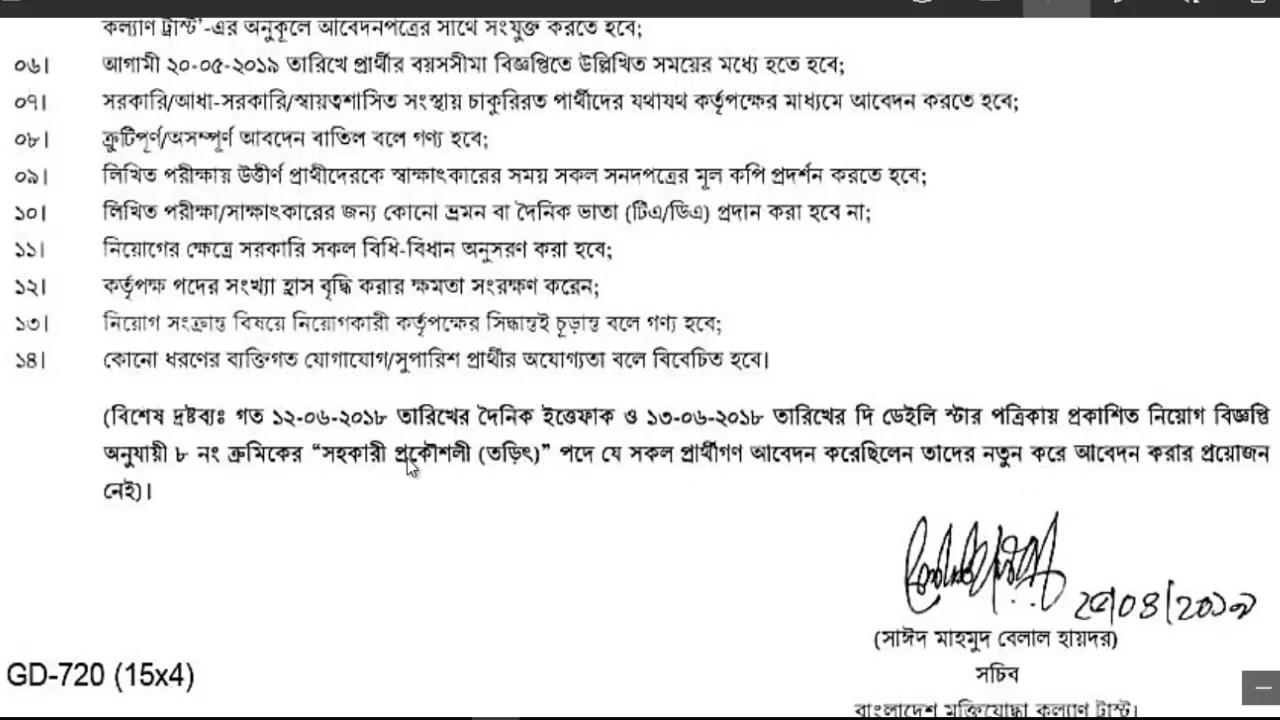 কল্যাণ ট্রাস্ট’-এর অনুকূলে আবেদনপত্রের সাথে সংযুক্ত করতে হবে;
০৬। আগামী ২০-০৫-২০১৯ তারিখে প্রার্থীর বয়সসীমা বিজ্ঞপ্তিতে উল্লিখিত সময়ের মধ্যে হতে হবে;
০৭। সরকারি/আধা-সরকারি/স্বায়ত্বশাসিত সংস্থায় চাকুরিরত পার্থীদের যথাযথ কর্তৃপক্ষের মাধ্যমে আবেদন করতে হবে;
০৮। ত্রুটিপূর্ণ/অসম্পূর্ণ আবদেন বাতিল বলে গণ্য হবে;
০৯। লিখিত পরীক্ষায় উর্ত্তীর্ণ প্রার্থীদেরকে স্বাক্ষাৎকারের সময় সকল সনদপত্রের মূল কপি প্রদর্শন করতে হবে;
১০। লিখিত পরীক্ষা/সাক্ষাৎকারের জন্য কোনো ভ্রমন বা দৈনিক ভাতা (টিএ/ডিএ) প্রদান করা হবে না;
১১। নিয়োগের ক্ষেত্রে সরকারি সকল বিধি-বিধান অনুসরণ করা হবে;
১২। কর্তৃপক্ষ পদের সংখ্যা হ্রাস বৃদ্ধি করার ক্ষমতা সংরক্ষণ করেন;
১৩। নিয়োগ সংক্রান্ত বিষয়ে নিয়োগকারী কর্তৃপক্ষের সিদ্ধান্তই চূড়ান্ত বলে গণ্য হবে;
১৪। কোনো ধরণের ব্যক্তিগত যোগাযোগ/সুপারিশ প্রার্থীর অযোগ্যতা বলে বিবেচিত হবে।
(বিশেষ দ্রষ্টব্যঃ গত ১২-০৬-২০১৮ তারিখের দৈনিক ইত্তেফাক ও ১৩-০৬-২০১৮ তারিখের দি ডেইলি স্টার পত্রিকায় প্রকাশিত নিয়োগ বিজ্ঞপ্তি
অনুযায়ী ৮ নং ক্রমিকের “সহকারী প্রকৌশলী (তড়িৎ)” পদে যে সকল প্রার্থীগণ আবেদন করেছিলেন তাদের নতুন করে আবেদন করার প্রয়োজন
নেই)।
২৫/০৪/২০১৯
(সাঈদ মাহমুদ বেলাল হায়দর)
সচিব
বাংলাদেশ মুক্তিযোদ্ধা কল্যাণ ট্রাস্ট।
GD-720 (15x4)